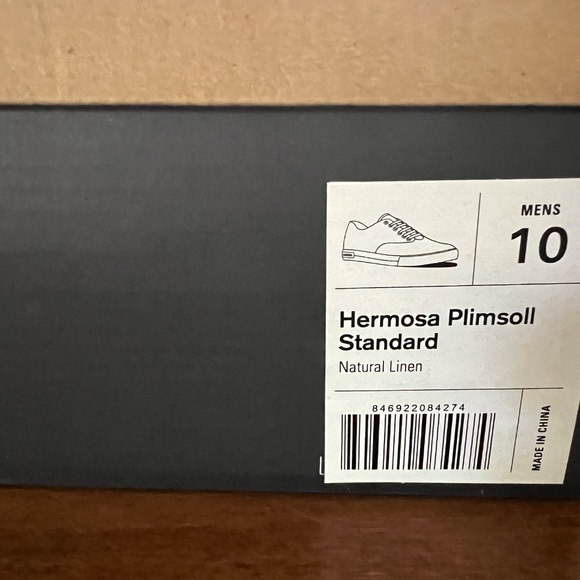 MENS
10
Hermosa Plimsoll
Standard
Natural Linen
846922084274
MADE IN CHINA